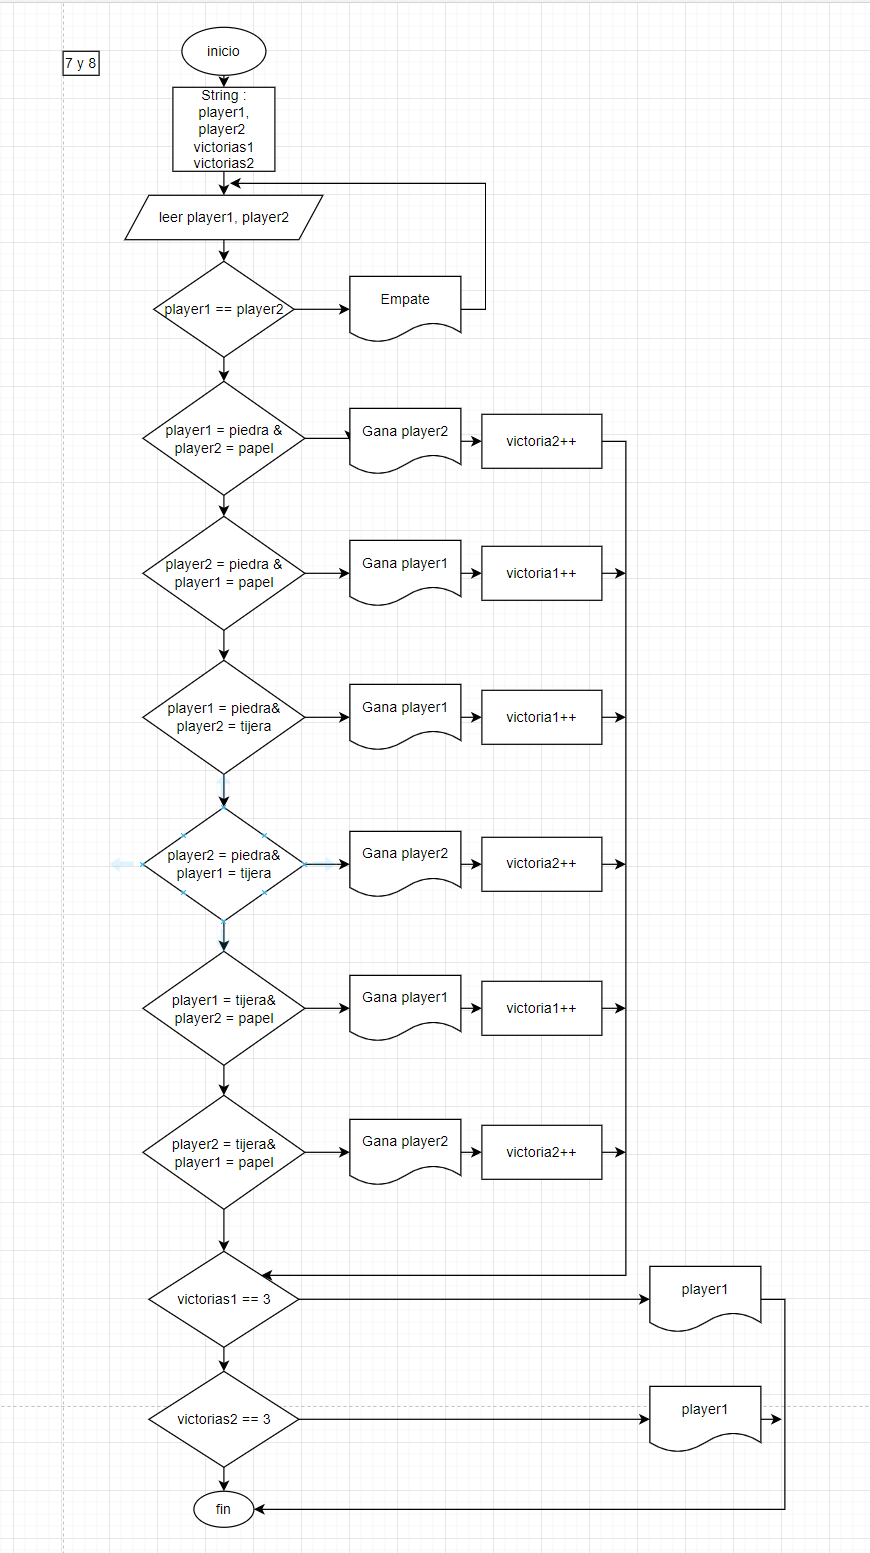 inicio
7 y 8
String :
player1,
player2
victorias1
victorias2
leer player1, player2
player1 == player2
Empate
player1 = piedra &
player2 = papel
Gana player2
victoria2++
player2 = piedra &
player1 = papel
Gana player1
victoria1++
player1 = piedra&
player2 = tijera
Gana player1
victoria1++
player2 = piedra&
player1 = tijera
Gana player2
victoria2++
player1 = tijera&
player2 = papel
Gana player1
victoria1++
player2 = tijera&
player1 = papel
Gana player2
victoria2++
victorias1 == 3
player1
victorias2 == 3
player1
fin